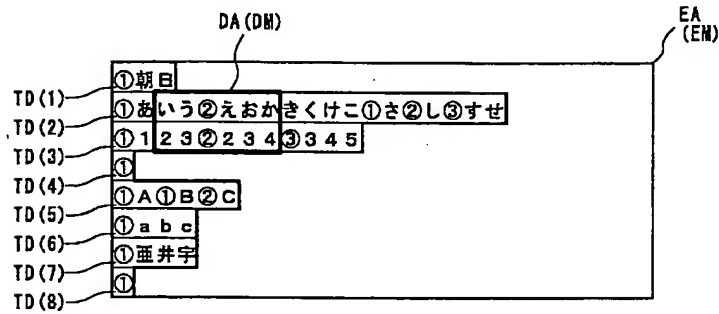 DA(DM)
EA
(EM)
TD(1) ①朝日
TD(2) ①あいう②えおかきくけこ①さ②し③すせ
TD(3) ①123②234③345
TD(4) ①
TD(5) ①A①B②C
TD(6) ①abc
TD(7) ①亜井宇
TD(8) ①